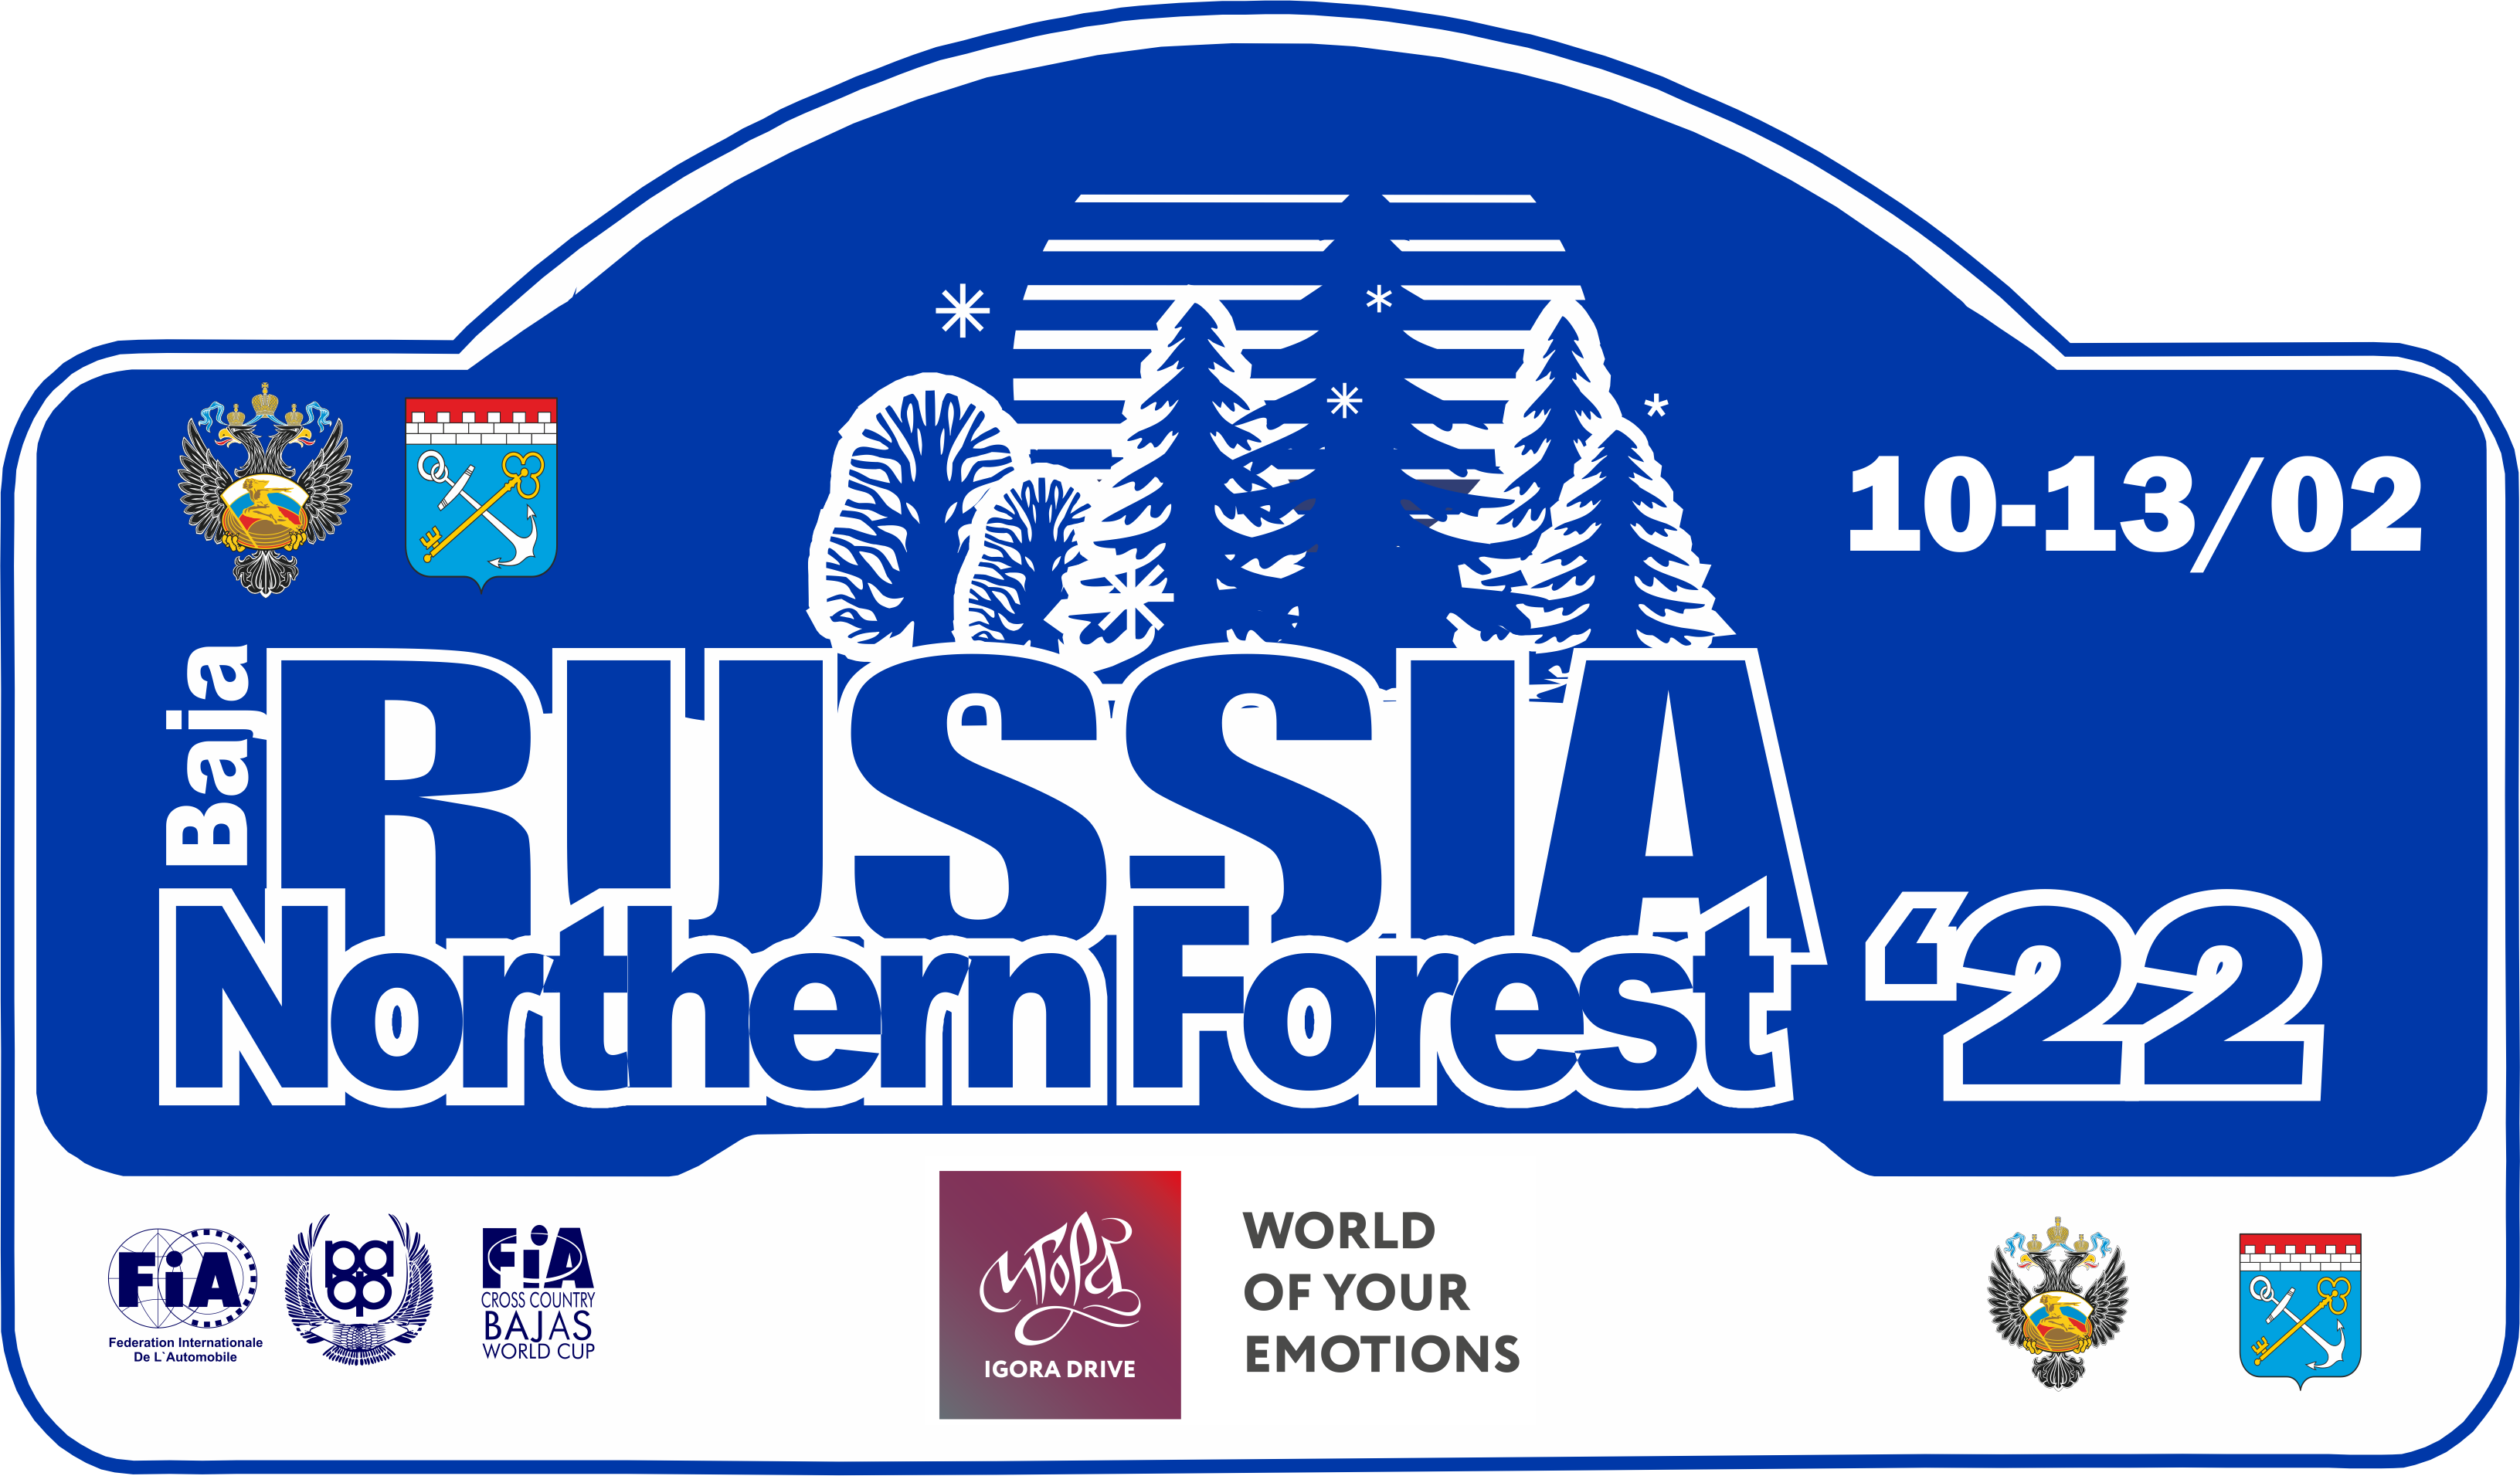 10-13/02
Baja
RUSSIA
Northern Forest ‘22
FiA
Federation Internationale
De L`Automobile
FiA
CROSS COUNTRY
BAJAS
WORLD CUP
IGORA DRIVE
WORLD
OF YOUR
EMOTIONS